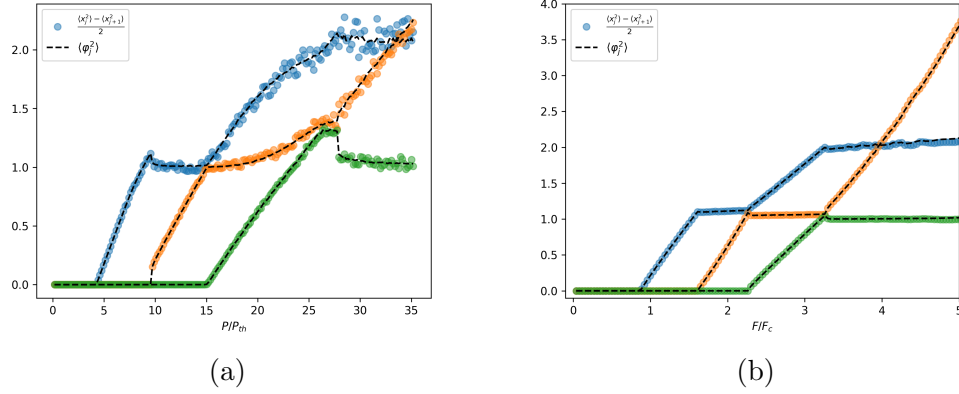 (⟨x_j^2⟩ − ⟨x_{j+1}^2⟩)/2
⟨φ_j^2⟩
2.0
1.5
1.0
0.5
0.0
0 5 10 15 20 25 30 35
P/P_{th}
(a)
(⟨x_j^2⟩ − ⟨x_{j+1}^2⟩)/2
⟨φ_j^2⟩
4.0
3.5
3.0
2.5
2.0
1.5
1.0
0.5
0.0
0 1 2 3 4 5
F/F_c
(b)